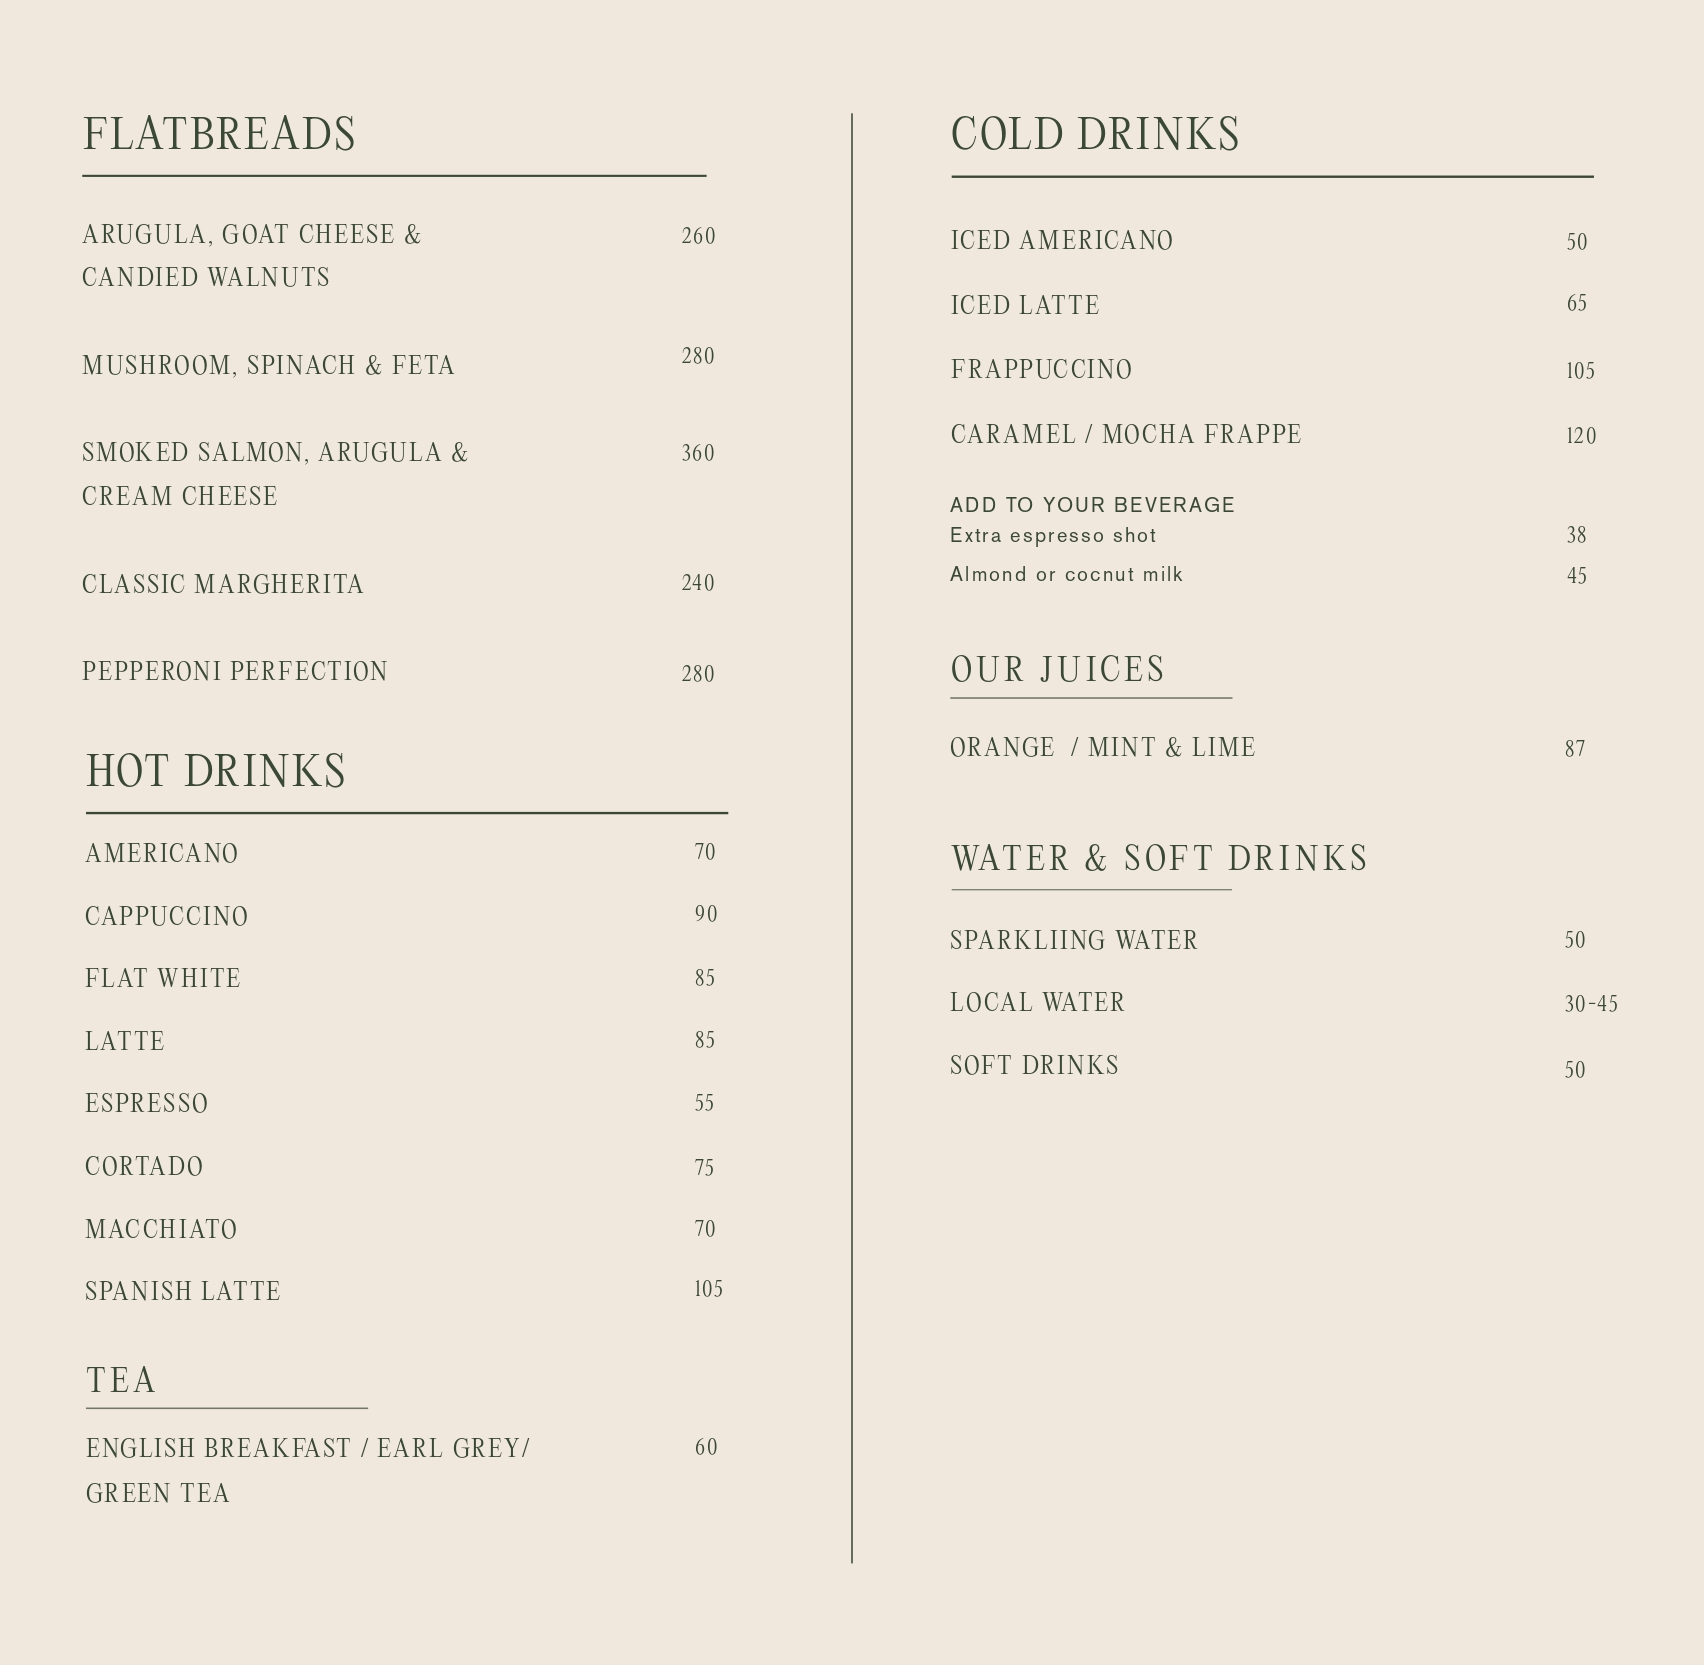 FLATBREADS
ARUGULA, GOAT CHEESE & 260
CANDIED WALNUTS
MUSHROOM, SPINACH & FETA 280
SMOKED SALMON, ARUGULA & 360
CREAM CHEESE
CLASSIC MARGHERITA 240
PEPPERONI PERFECTION 280
HOT DRINKS
AMERICANO 70
CAPPUCCINO 90
FLAT WHITE 85
LATTE 85
ESPRESSO 55
CORTADO 75
MACCHIATO 70
SPANISH LATTE 105
TEA
ENGLISH BREAKFAST / EARL GREY/ 60
GREEN TEA
COLD DRINKS
ICED AMERICANO 50
ICED LATTE 65
FRAPPUCCINO 105
CARAMEL / MOCHA FRAPPE 120
ADD TO YOUR BEVERAGE
Extra espresso shot 38
Almond or cocnut milk 45
OUR JUICES
ORANGE / MINT & LIME 87
WATER & SOFT DRINKS
SPARKLIING WATER 50
LOCAL WATER 30-45
SOFT DRINKS 50